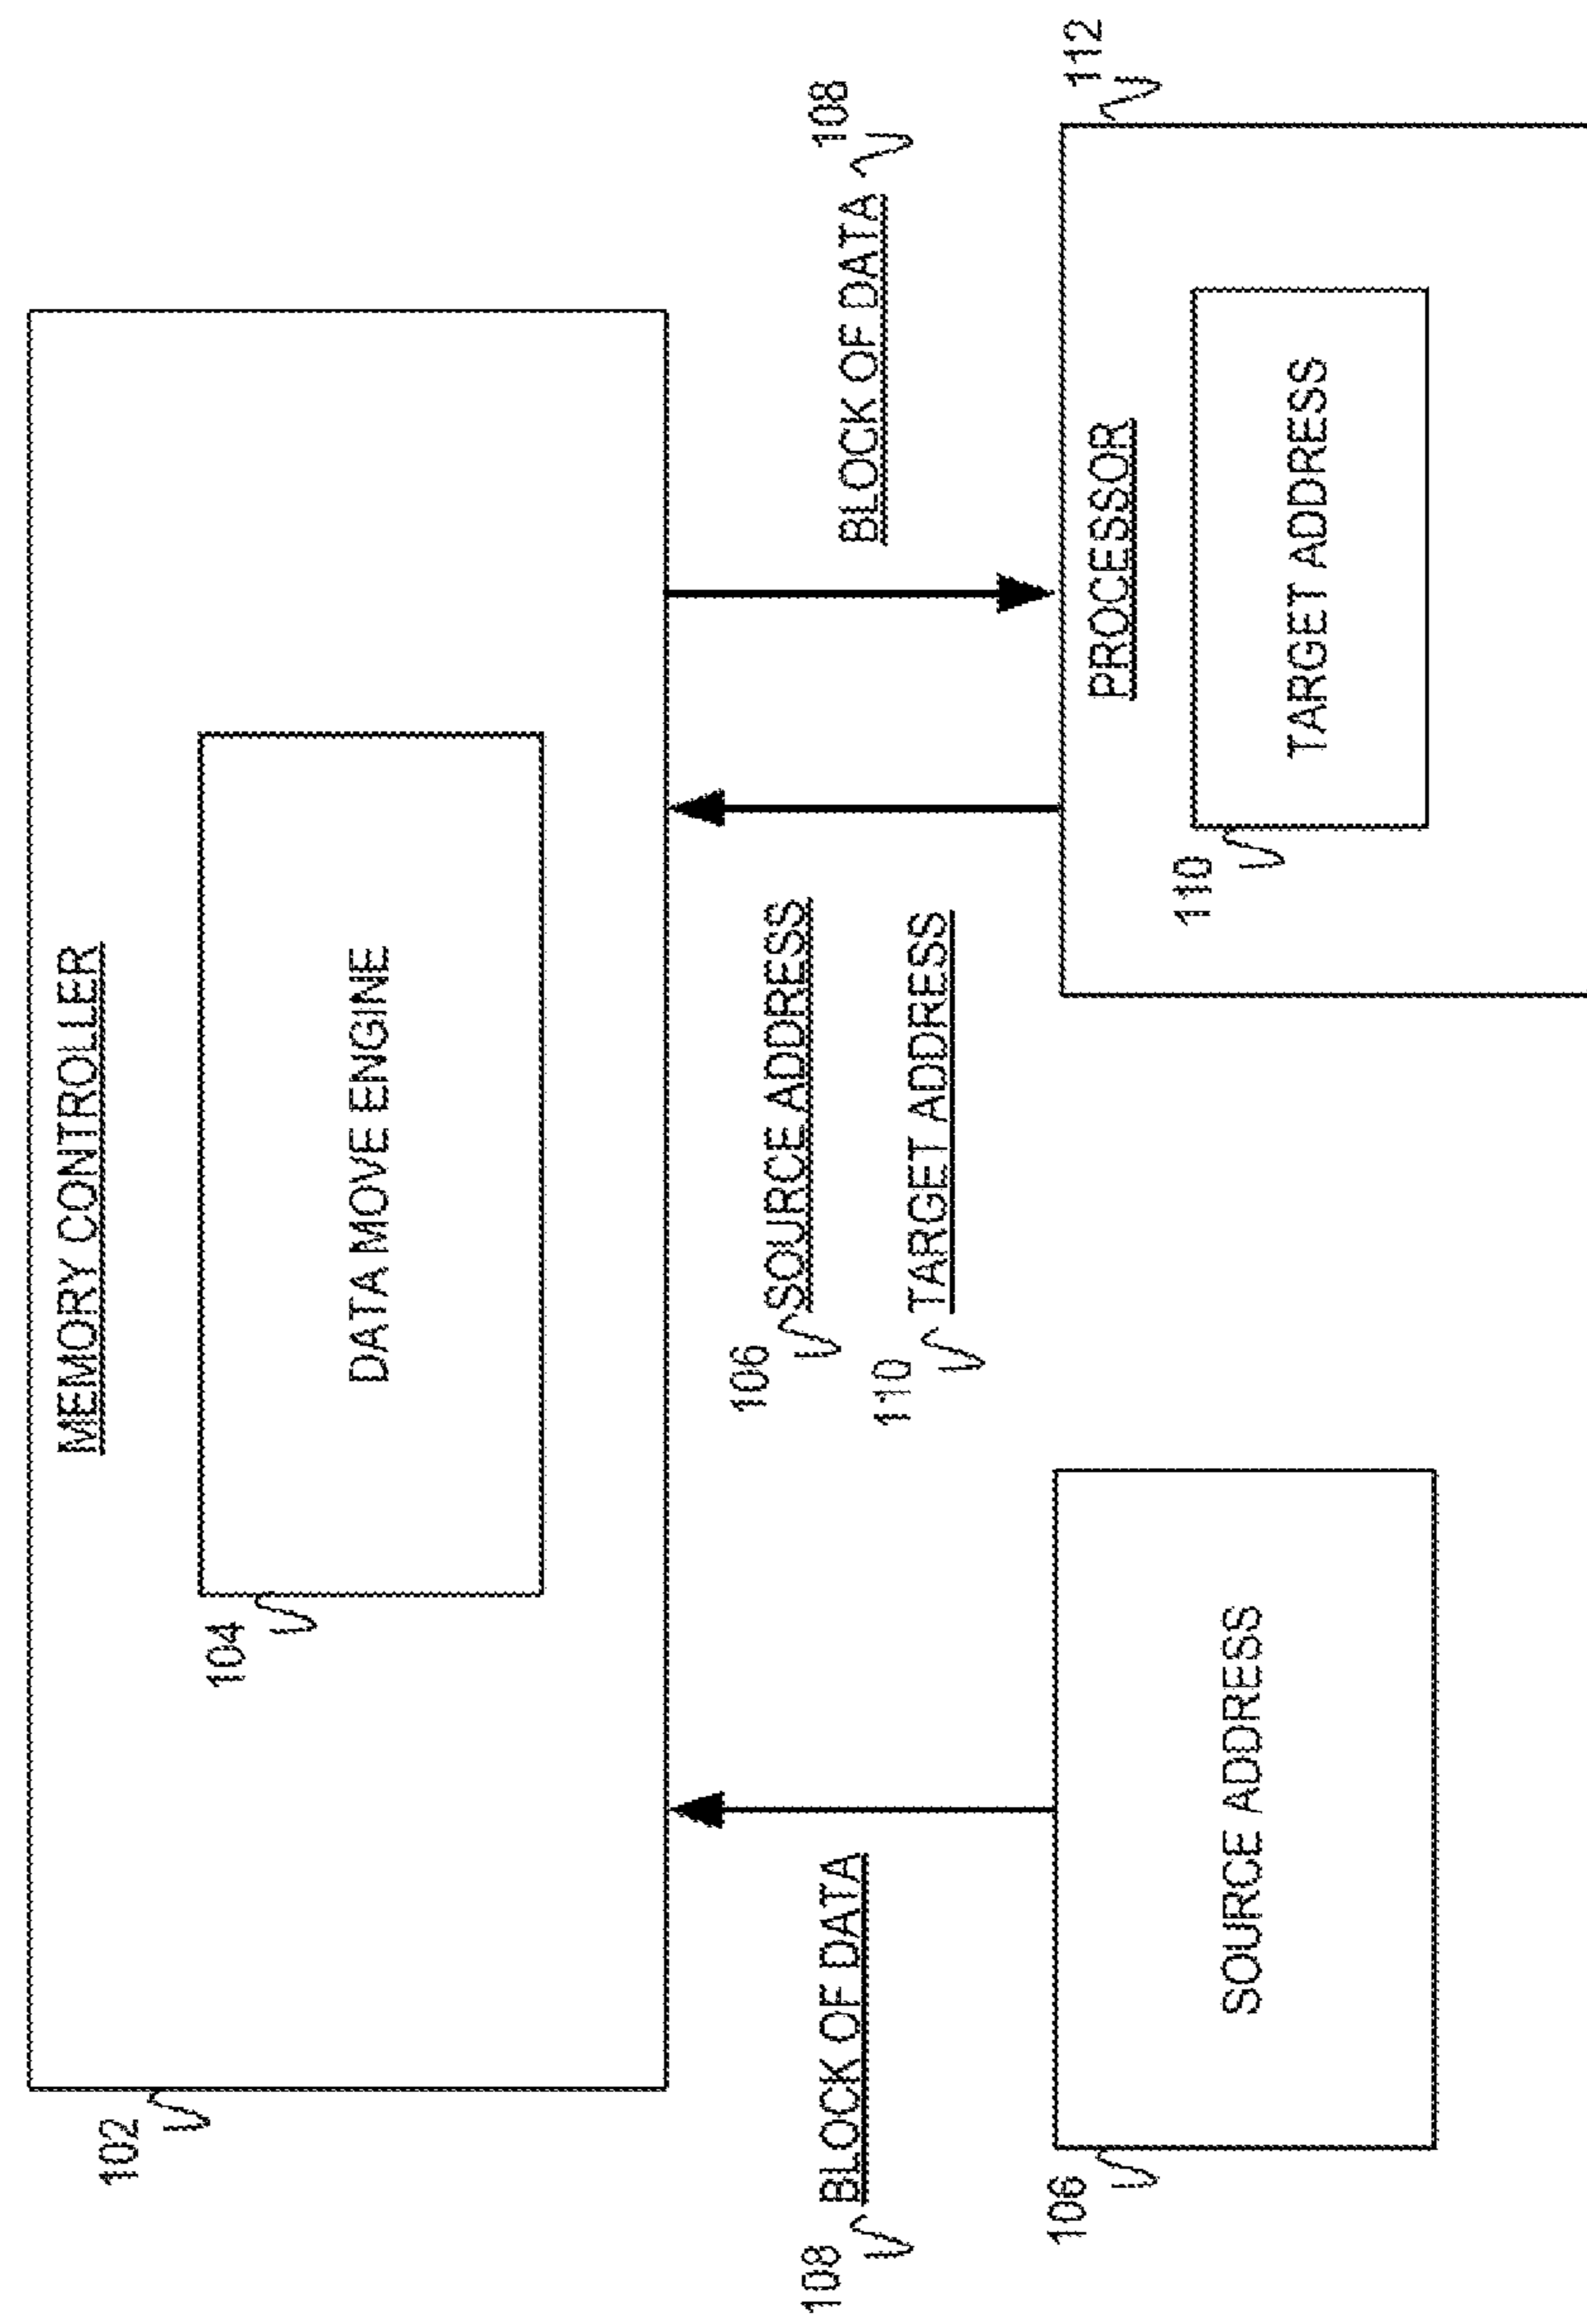 102
MEMORY CONTROLLER
104
DATA MOVE ENGINE
108
BLOCK OF DATA
106
SOURCE ADDRESS
110
TARGET ADDRESS
BLOCK OF DATA
108
106
SOURCE ADDRESS
PROCESSOR
112
110
TARGET ADDRESS